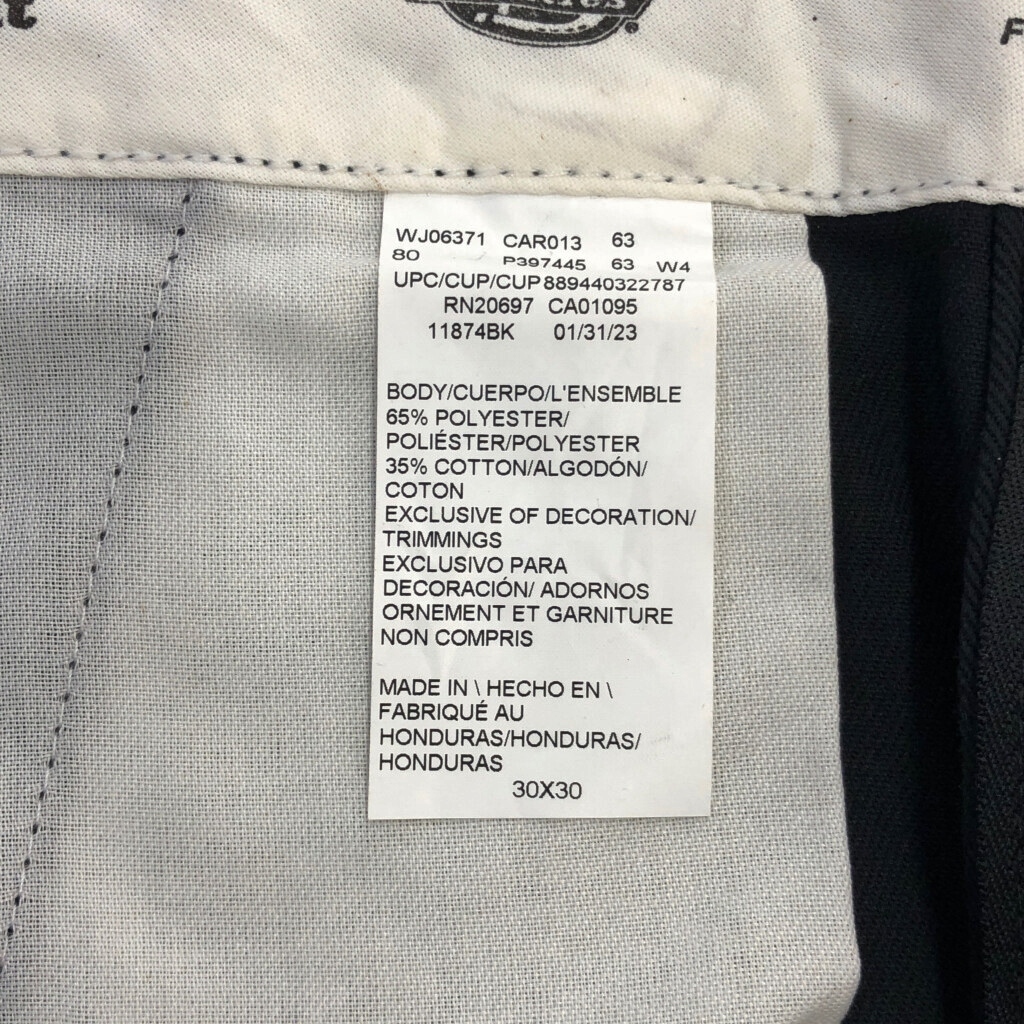 WJ06371 CAR013 63
80 P397445 63 W4
UPC/CUP/CUP 889440322787
RN20697 CA01095
11874BK 01/31/23
BODY/CUERPO/L'ENSEMBLE
65% POLYESTER/
POLIÉSTER/POLYESTER
35% COTTON/ALGODÓN/
COTON
EXCLUSIVE OF DECORATION/
TRIMMINGS
EXCLUSIVO PARA
DECORACIÓN/ ADORNOS
ORNEMENT ET GARNITURE
NON COMPRIS
MADE IN \ HECHO EN \
FABRIQUÉ AU
HONDURAS/HONDURAS/
HONDURAS
30X30